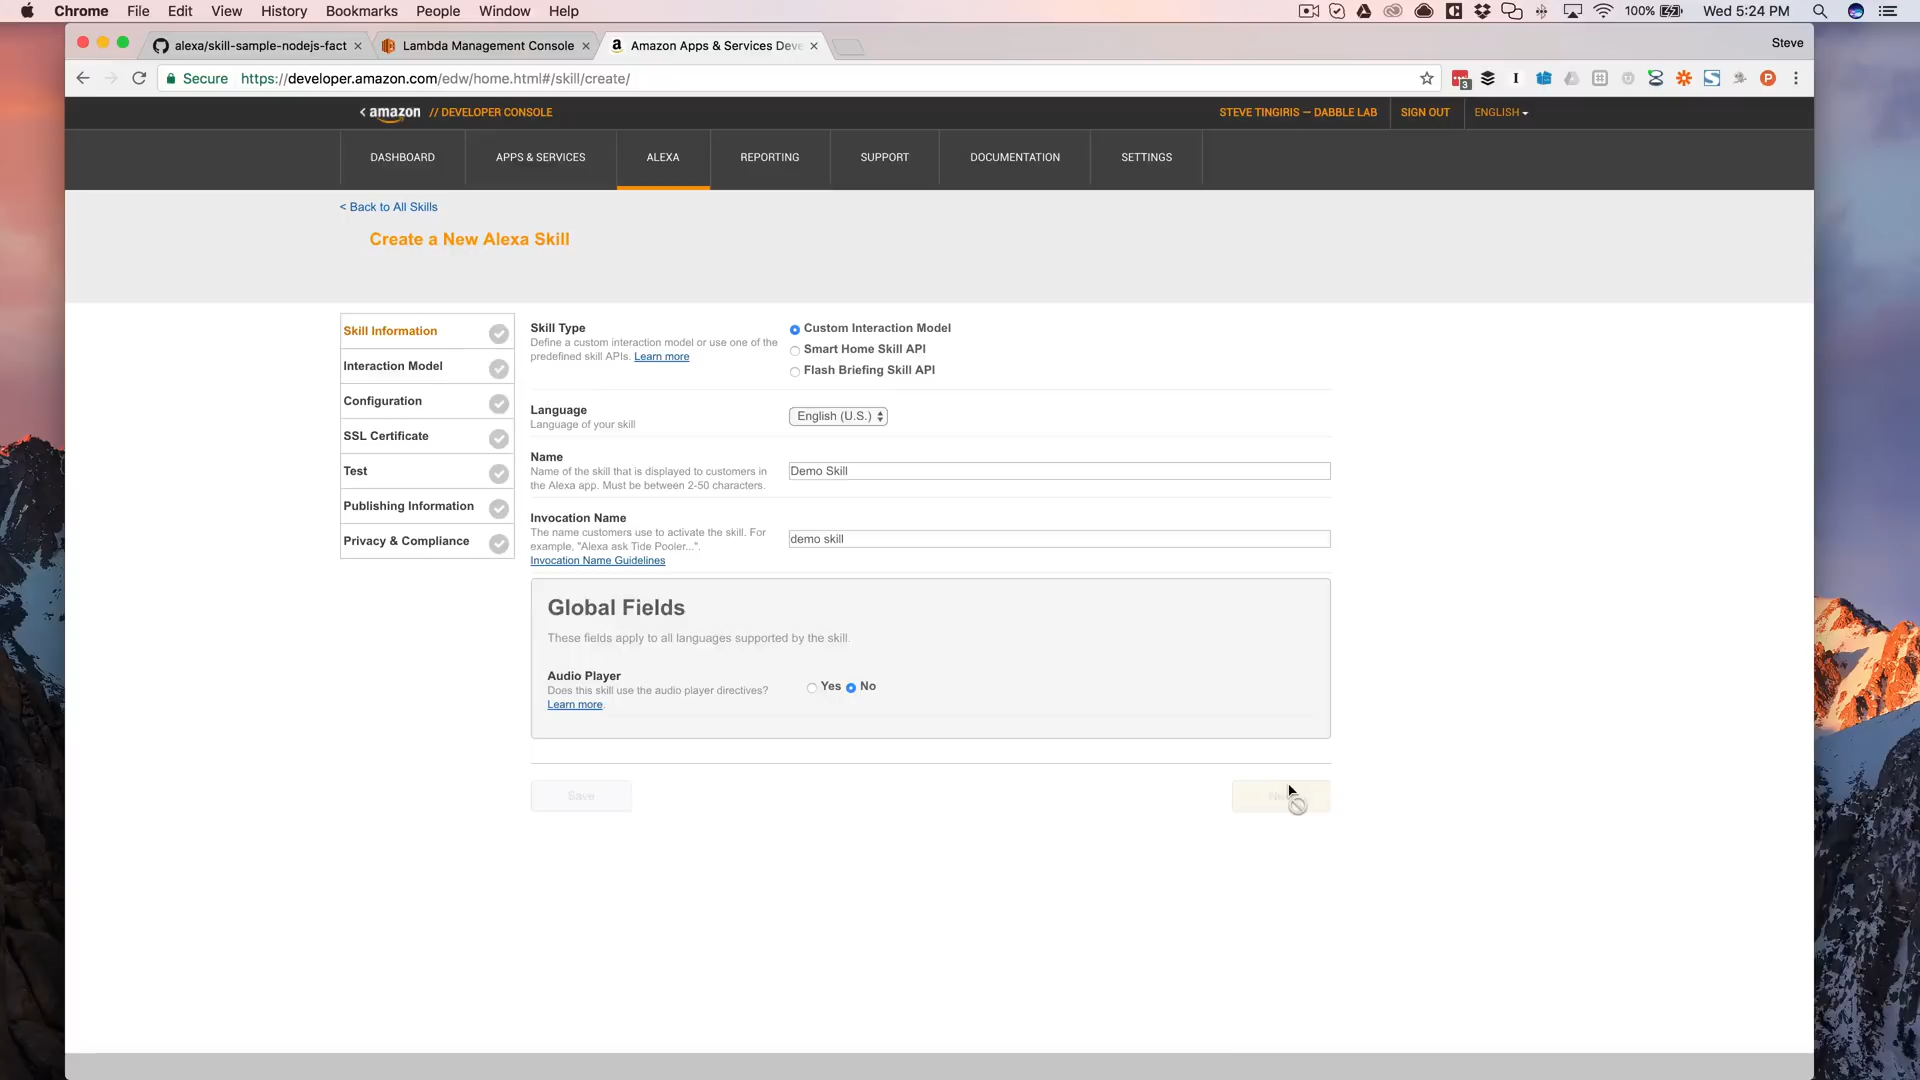 Chrome File Edit View History Bookmarks People Window Help 100% Wed 5:24 PM
alexa/skill-sample-nodejs-fact Lambda Management Console Amazon Apps & Services Deve Steve
Secure https://developer.amazon.com/edw/home.html#/skill/create/
amazon // DEVELOPER CONSOLE STEVE TINGIRIS — DABBLE LAB SIGN OUT ENGLISH
DASHBOARD APPS & SERVICES ALEXA REPORTING SUPPORT DOCUMENTATION SETTINGS
< Back to All Skills
Create a New Alexa Skill
Skill Information
Interaction Model
Configuration
SSL Certificate
Test
Publishing Information
Privacy & Compliance
Skill Type
Define a custom interaction model or use one of the
predefined skill APIs. Learn more
Custom Interaction Model
Smart Home Skill API
Flash Briefing Skill API
Language
Language of your skill
English (U.S.)
Name
Name of the skill that is displayed to customers in
the Alexa app. Must be between 2-50 characters.
Demo Skill
Invocation Name
The name customers use to activate the skill. For
example, "Alexa ask Tide Pooler...".
Invocation Name Guidelines
demo skill
Global Fields
These fields apply to all languages supported by the skill.
Audio Player
Does this skill use the audio player directives?
Learn more.
Yes No
Save